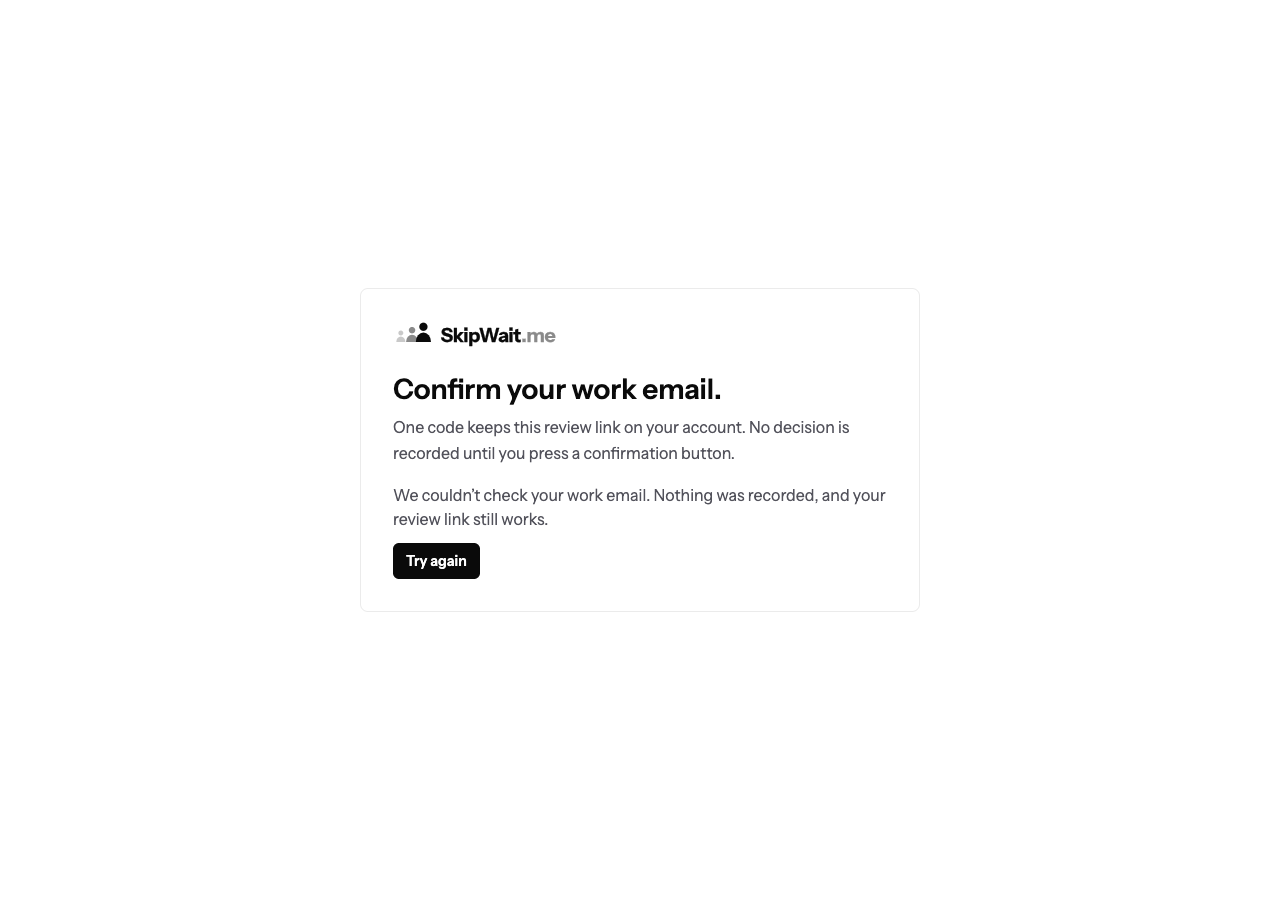 SkipWait.me
Confirm your work email.
One code keeps this review link on your account. No decision is
recorded until you press a confirmation button.
We couldn’t check your work email. Nothing was recorded, and your
review link still works.
Try again